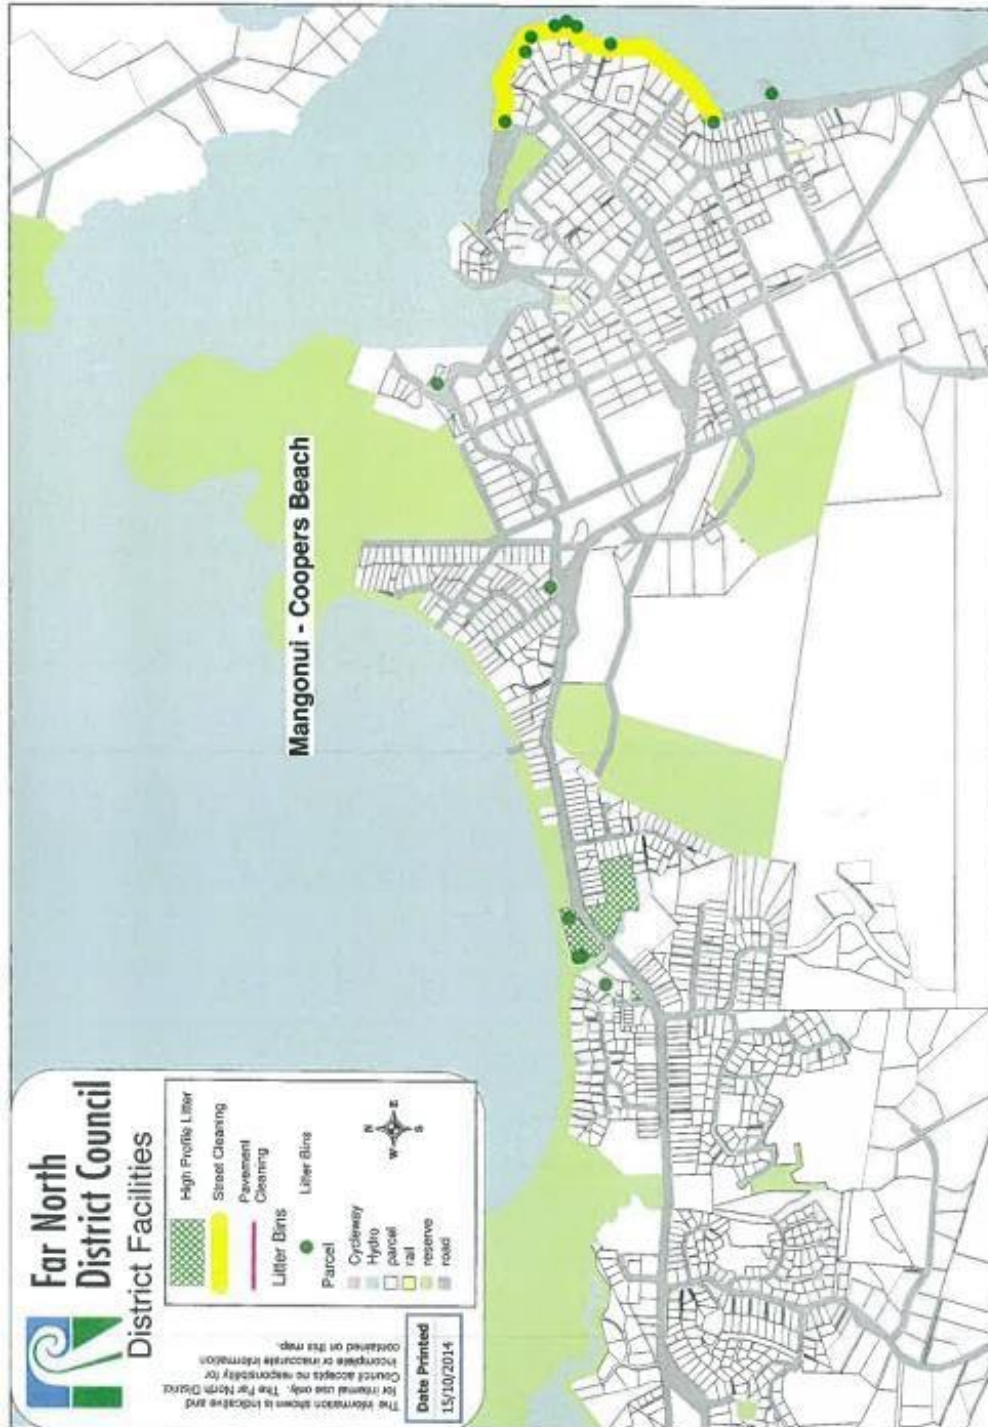 Far North
District Council
District Facilities
High Profile Litter
Street Cleaning
Pavement
Cleaning
Litter Bins
Litter Bins
Parcel
Cycleway
Hydro
parcel
rail
reserve
road
N
W
E
S
The information shown is indicative and
for internal use only. The Far North District
Council accepts no responsibility for
incomplete or inaccurate information
contained on this map.
Date Printed
15/10/2014
Mangonui - Coopers Beach